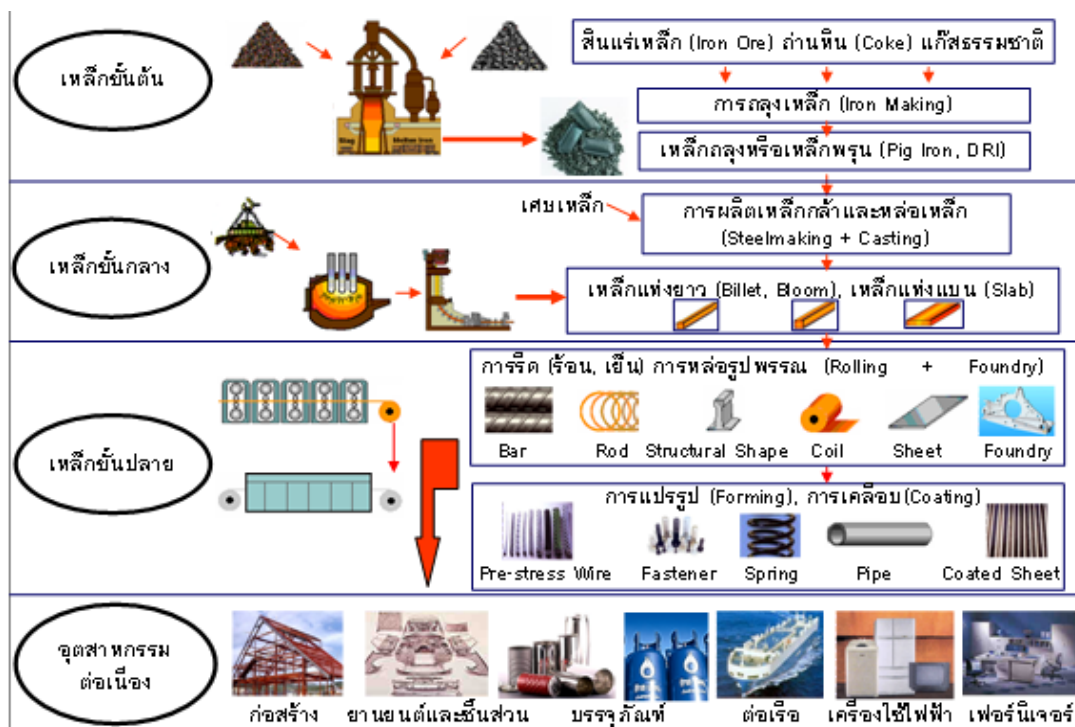 เหล็กขั้นต้น
สินแร่เหล็ก (Iron Ore) ถ่านหิน (Coke) แก๊สธรรมชาติ
การถลุงเหล็ก (Iron Making)
Slag Molten Iron
เหล็กถลุงหรือเหล็กพรุน (Pig Iron, DRI)
เหล็กขั้นกลาง
เศษเหล็ก
การผลิตเหล็กกล้าและหล่อเหล็ก
(Steelmaking + Casting)
เหล็กแท่งยาว (Billet, Bloom), เหล็กแท่งแบน (Slab)
เหล็กขั้นปลาย
การรีด (ร้อน, เย็น) การหล่อรูปพรรณ (Rolling + Foundry)
Bar Rod Structural Shape Coil Sheet Foundry
การแปรรูป (Forming), การเคลือบ(Coating)
Pre-stress Wire Fastener Spring Pipe Coated Sheet
อุตสาหกรรม
ต่อเนื่อง
ก่อสร้าง ยานยนต์และชิ้นส่วน บรรจุภัณฑ์ ต่อเรือ เครื่องใช้ไฟฟ้า เฟอร์นิเจอร์